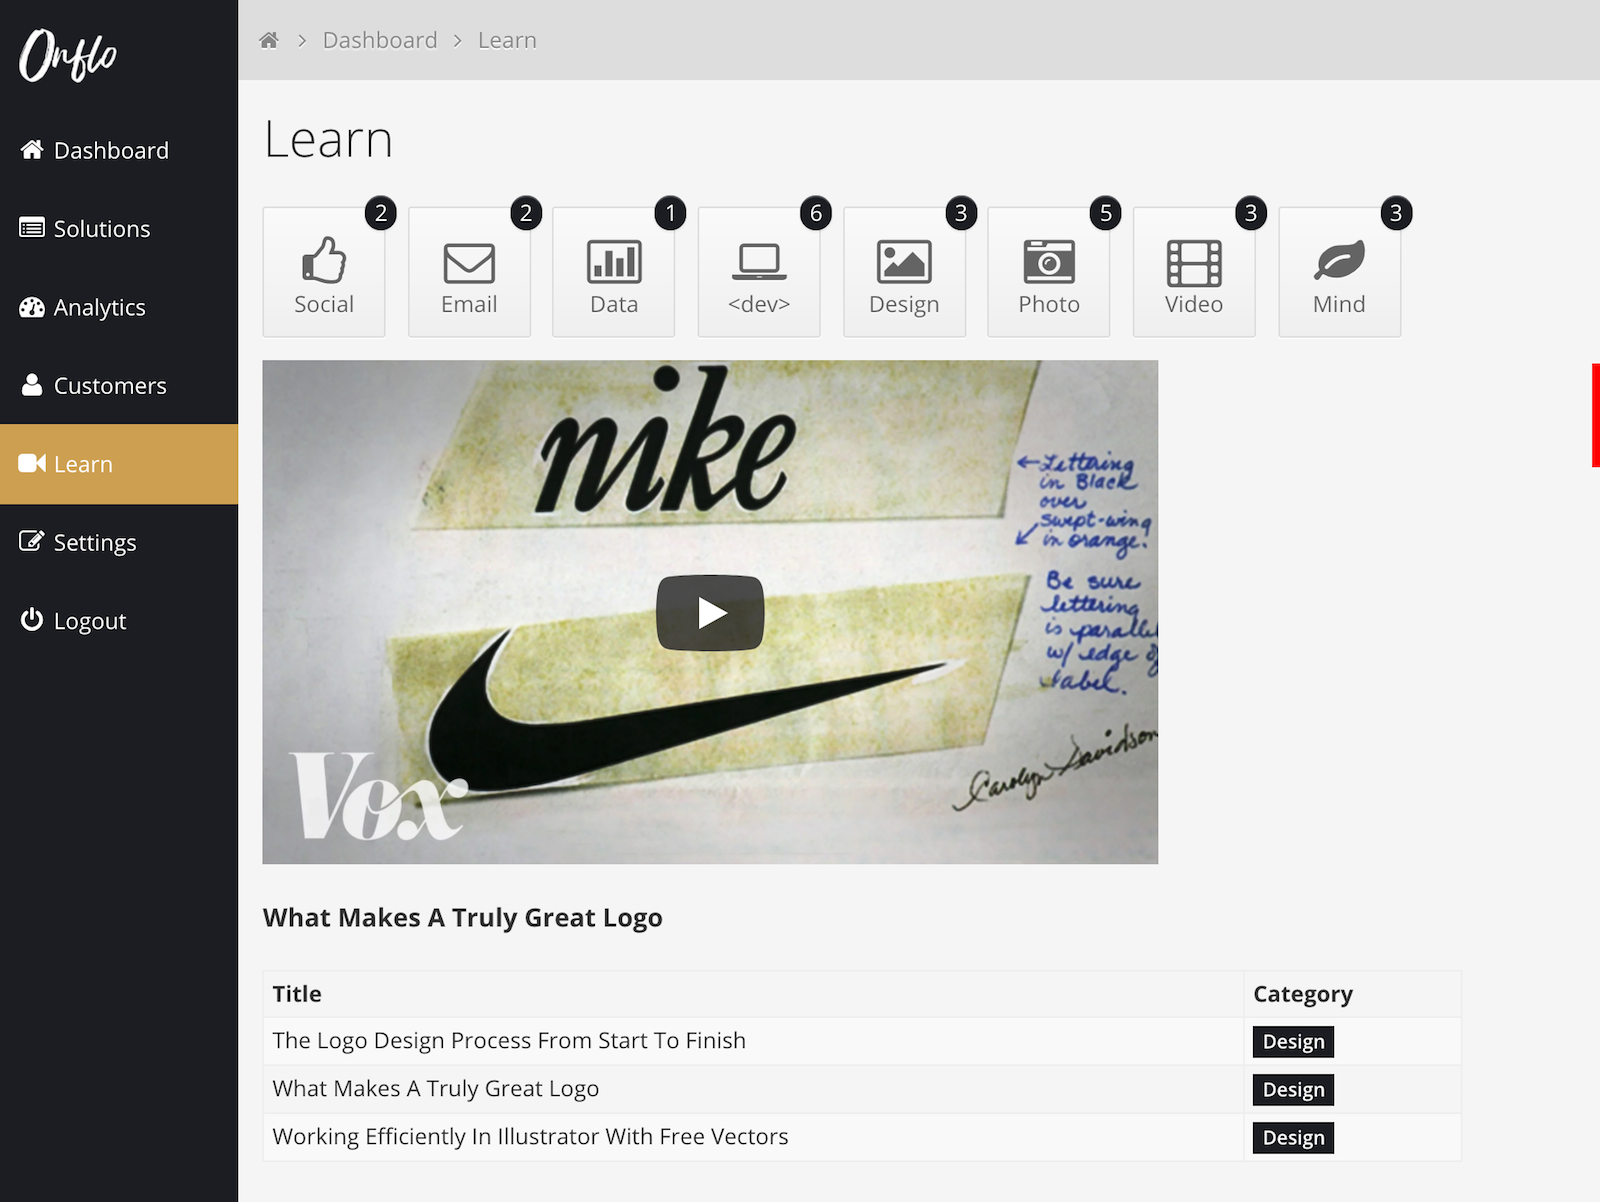 Onflo
Dashboard
Solutions
Analytics
Customers
Learn
Settings
Logout
Dashboard
Learn
Learn
2
2
1
6
3
5
3
3
Social
Email
Data
<dev>
Design
Photo
Video
Mind
nike
←Lettering
in Black
over
swept-wing
in orange.
Be sure
lettering
is parallel
w/ edge of
label.
Carolyn Davidson
Vox
What Makes A Truly Great Logo
Title Category
The Logo Design Process From Start To Finish Design
What Makes A Truly Great Logo Design
Working Efficiently In Illustrator With Free Vectors Design